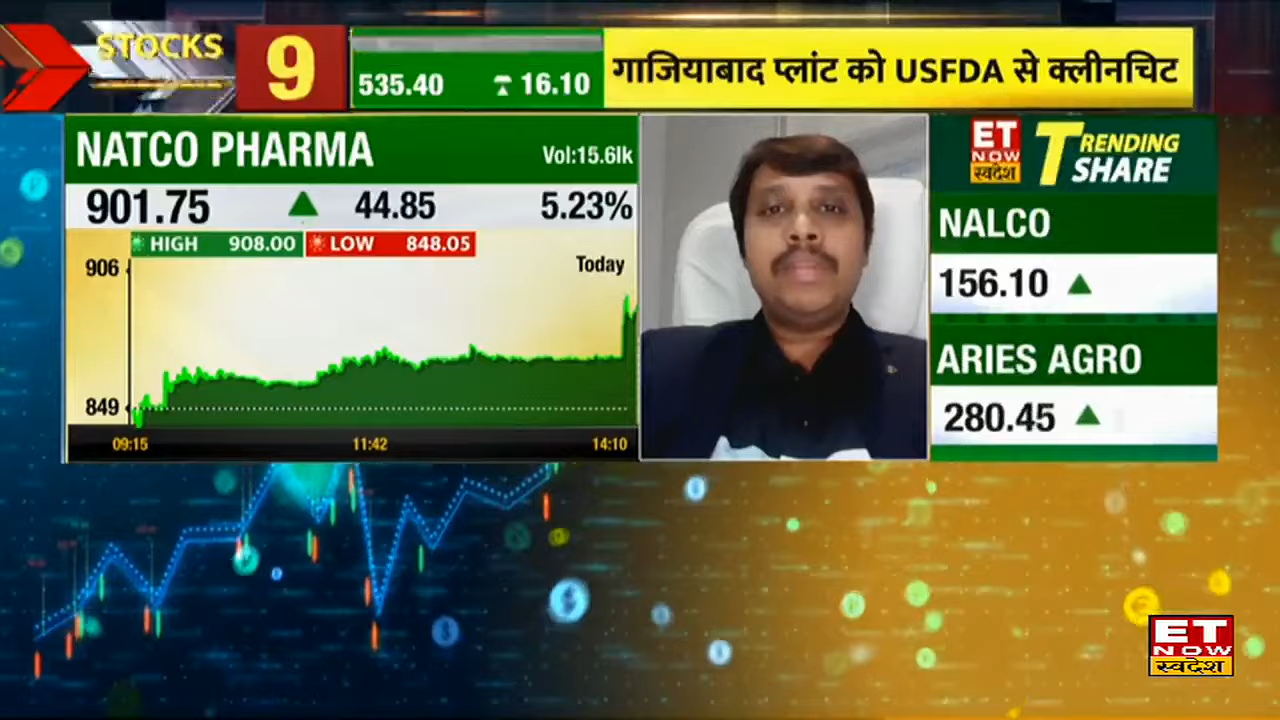 STOCKS
9
535.40 16.10
गाजियाबाद प्लांट को USFDA से क्लीनचिट
NATCO PHARMA Vol:15.6lk
901.75 44.85 5.23%
HIGH 908.00 LOW 848.05
Today
906
849
09:15 11:42 14:10
ET
NOW
स्वदेश
TRENDING
SHARE
NALCO
156.10
ARIES AGRO
280.45
ET
NOW
स्वदेश